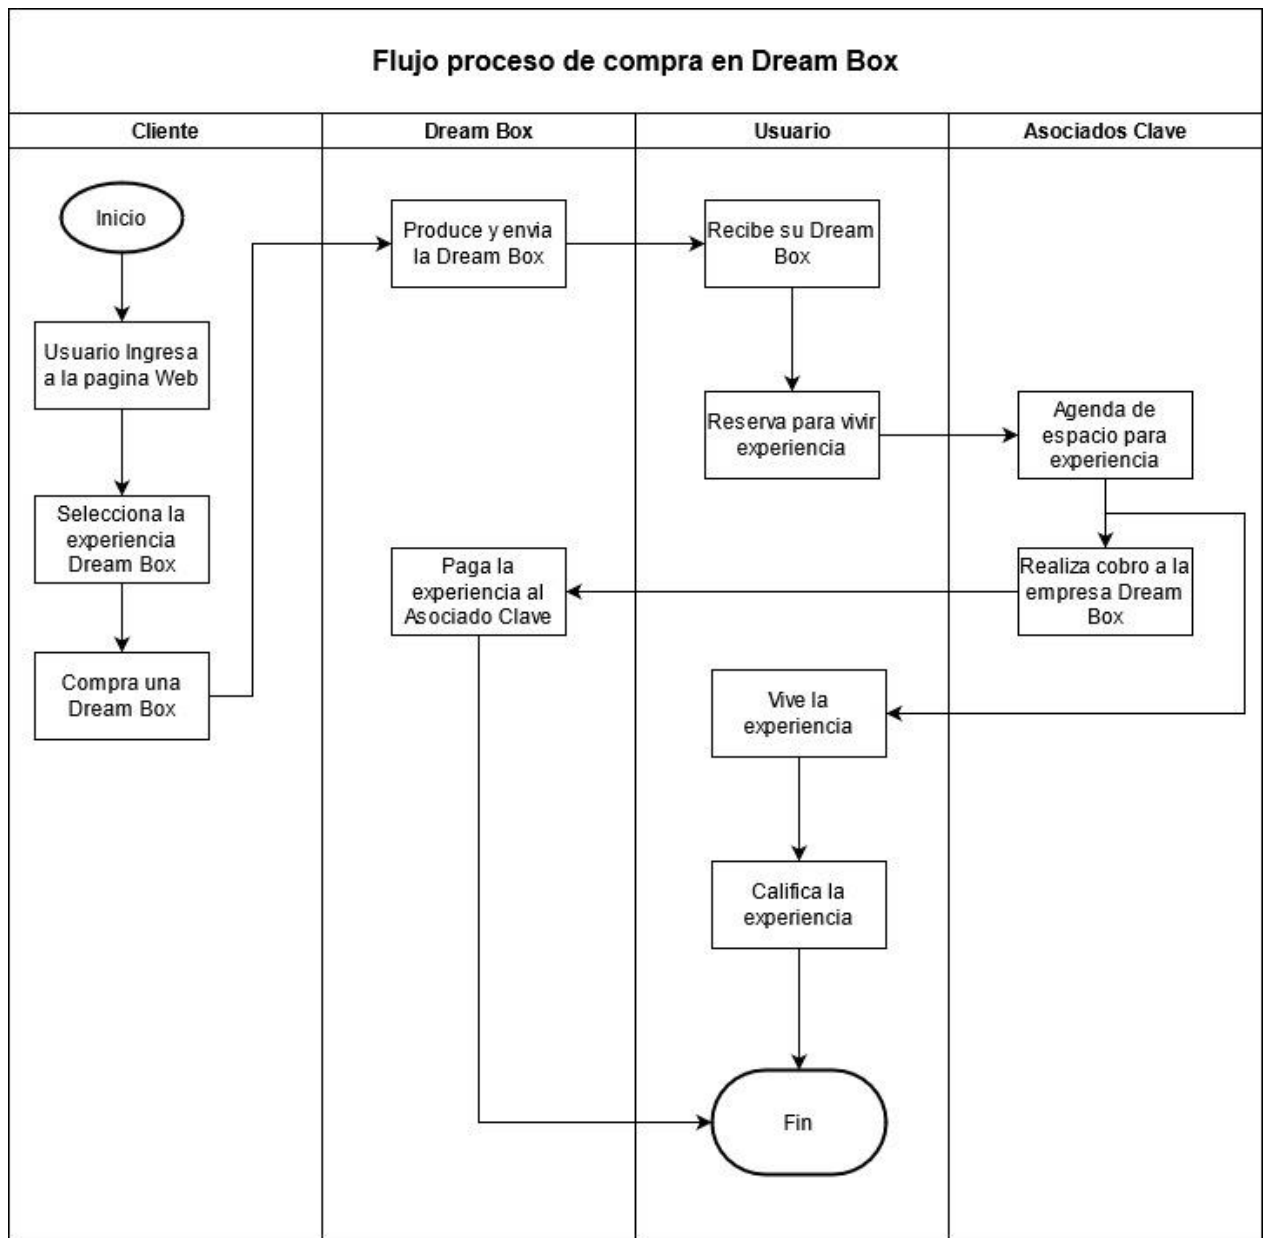 Flujo proceso de compra en Dream Box
Cliente
Dream Box
Usuario
Asociados Clave
Inicio
Usuario Ingresa
a la pagina Web
Selecciona la
experiencia
Dream Box
Compra una
Dream Box
Produce y envia
la Dream Box
Recibe su Dream
Box
Reserva para vivir
experiencia
Agenda de
espacio para
experiencia
Realiza cobro a la
empresa Dream
Box
Paga la
experiencia al
Asociado Clave
Vive la
experiencia
Califica la
experiencia
Fin